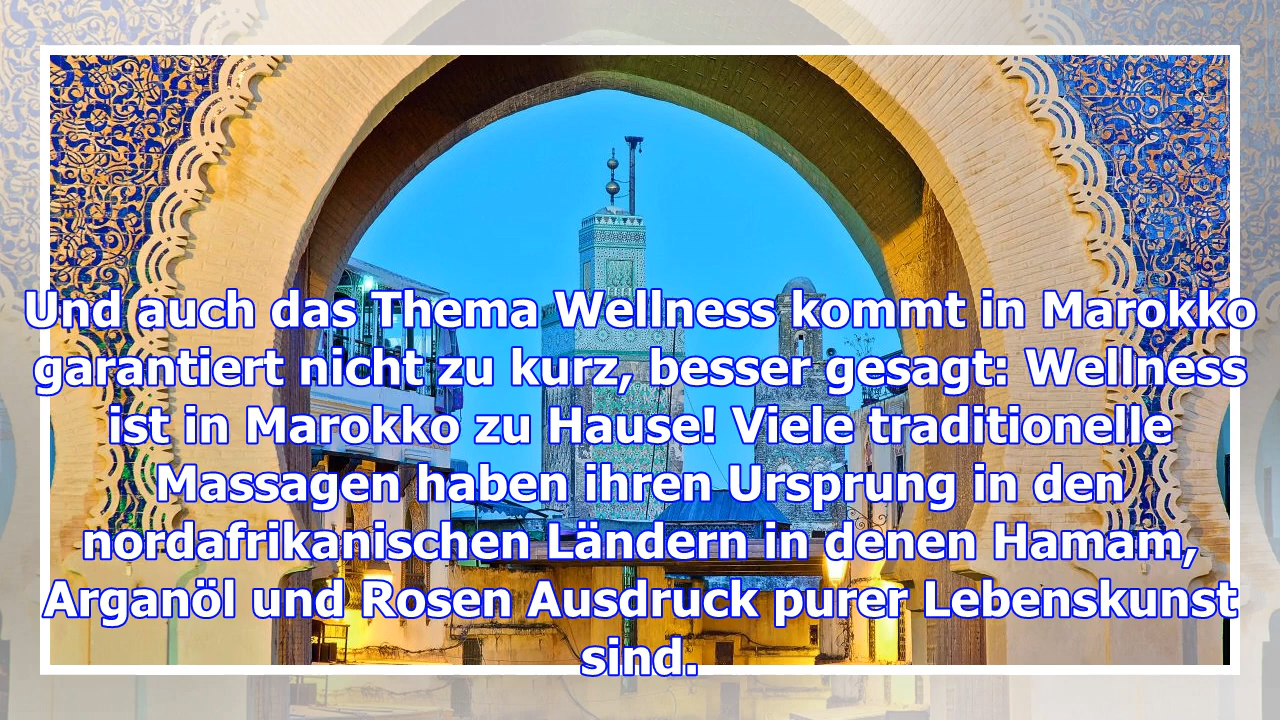 Und auch das Thema Wellness kommt in Marokko
garantiert nicht zu kurz, besser gesagt: Wellness
ist in Marokko zu Hause! Viele traditionelle
Massagen haben ihren Ursprung in den
nordafrikanischen Ländern in denen Hamam,
Arganöl und Rosen Ausdruck purer Lebenskunst
sind.